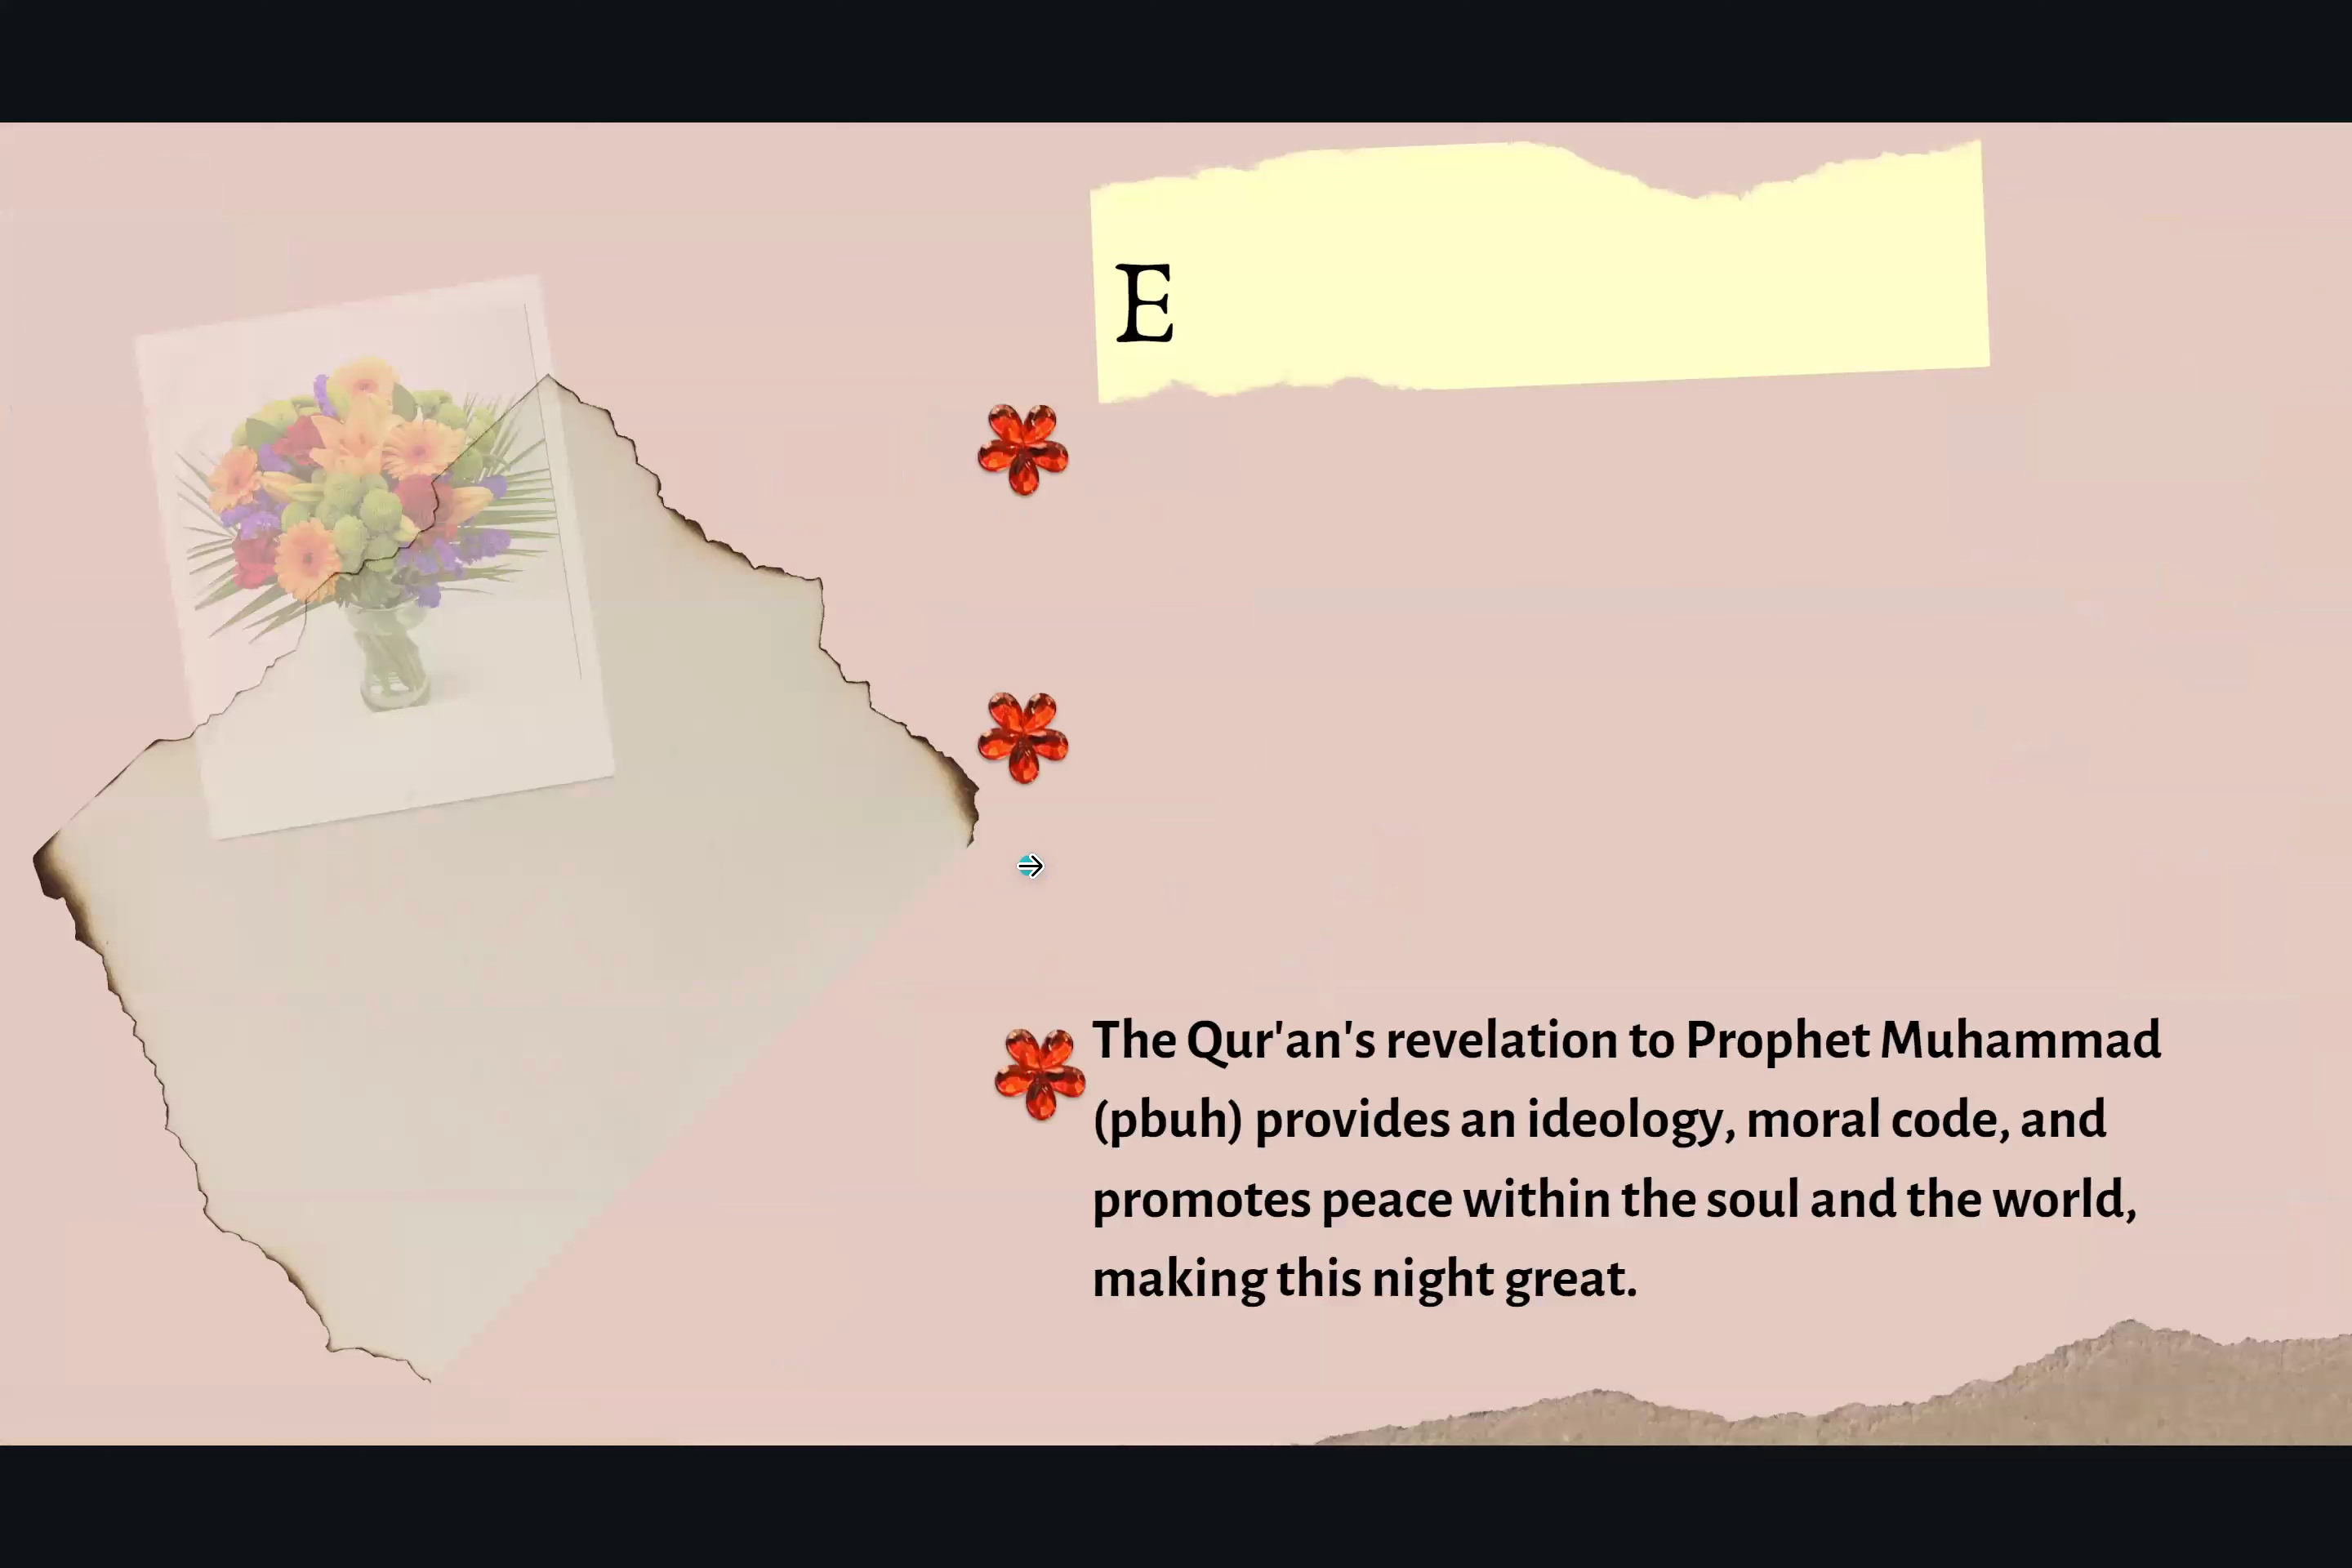 E
The Qur'an's revelation to Prophet Muhammad
(pbuh) provides an ideology, moral code, and
promotes peace within the soul and the world,
making this night great.